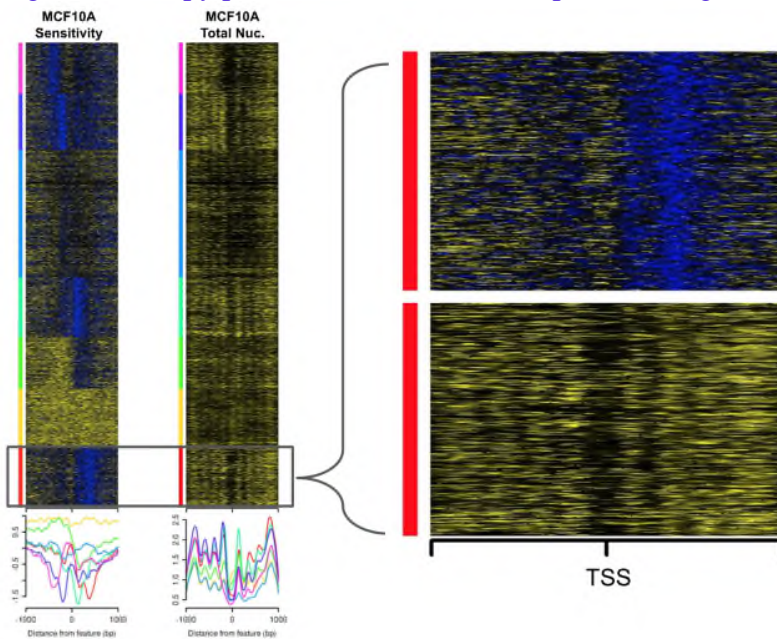 MCF10A
Sensitivity
MCF10A
Total Nuc.
0.5
-0.5
-1.5
-1000
0
1000
Distance from feature (bp)
2.5
2.0
1.5
1.0
0.5
-1000
0
1000
Distance from feature (bp)
TSS